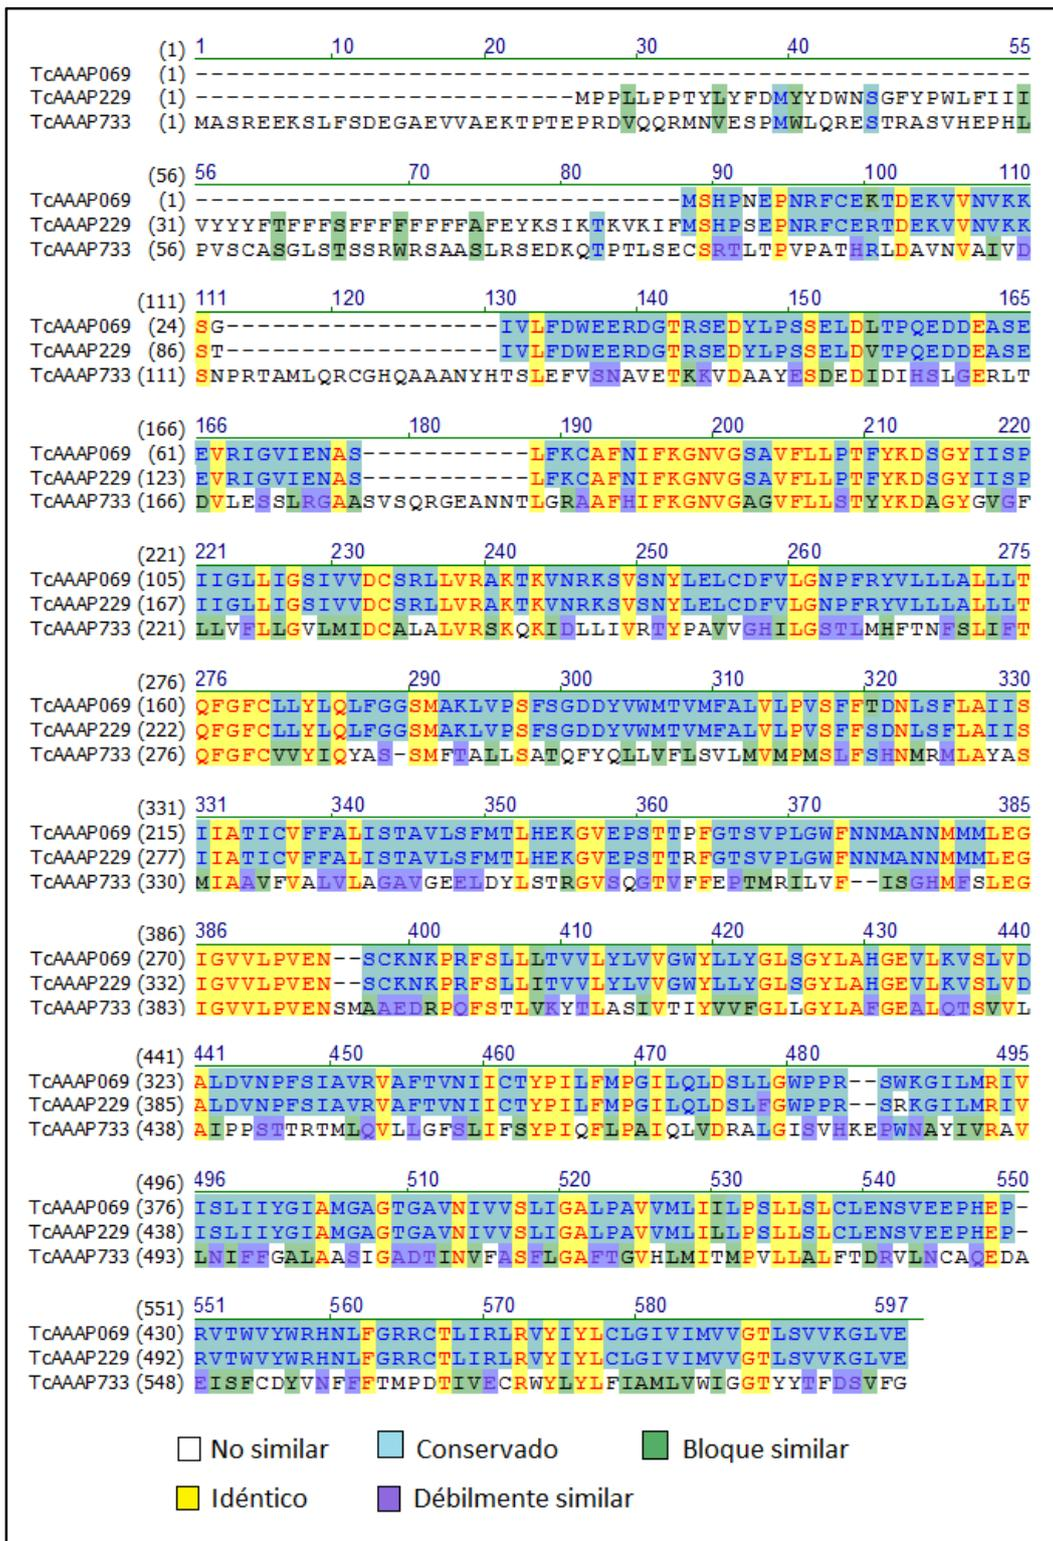 (1) 1 10 20 30 40 55
TcAAAP069 (1) -------------------------------------------------------
TcAAAP229 (1) -------------------------MPPLLPPTYLYFDMYYDWNSGFYPWLFIII
TcAAAP733 (1) MASREEKSLFSDEGAEVVAEKTPTEPRDVQQRMNVESPMWLQRESTRASVHEPHL
(56) 56 70 80 90 100 110
TcAAAP069 (1) --------------------------------MSHPNEPNRFCEKTDEKVVNVKK
TcAAAP229 (31) VYYYFTFFFSFFFFFFFFAFEYKSIKTKVKIFMSHPSEPNRFCERTDEKVVNVKK
TcAAAP733 (56) PVSCASGLSTSSRWRSAASLRSEDKQTPTLSECSRTLTPVPATHRLDAVNVAIVD
(111) 111 120 130 140 150 165
TcAAAP069 (24) SG------------------IVLFDWEERDGTRSEDYLPSSELDLTPQEDDEASE
TcAAAP229 (86) ST------------------IVLFDWEERDGTRSEDYLPSSELDVTPQEDDEASE
TcAAAP733 (111) SNPRTAMLQRCGHQAAANYHTSLEFVSNAVETKKVDAAYESDEDIDIHSLGERLT
(166) 166 180 190 200 210 220
TcAAAP069 (61) EVRIGVIENAS-----------LFKCAFNIFKGNVGSAVFLLPTFYKDSGYIISP
TcAAAP229 (123) EVRIGVIENAS-----------LFKCAFNIFKGNVGSAVFLLPTFYKDSGYIISP
TcAAAP733 (166) DVLESSLRGAASVSQRGEANNTLGRAAFHIFKGNVGAGVFLLSTYYKDAGYGVGF
(221) 221 230 240 250 260 275
TcAAAP069 (105) IIGLLIGSIVVDCSRLLVRAKTKVNRKSVSNYLELCDFVLGNPFRYVLLLALLLT
TcAAAP229 (167) IIGLLIGSIVVDCSRLLVRAKTKVNRKSVSNYLELCDFVLGNPFRYVLLLALLLT
TcAAAP733 (221) LLVFLLGVLMIDCALALVRSKQKIDLLIVRTYPAVVGHILGSTLMHFTNFSLIFT
(276) 276 290 300 310 320 330
TcAAAP069 (160) QFGFCLLYLQLFGGSMAKLVPSFSGDDYVWMTVMFALVLPVSFFTDNLSFLAIIS
TcAAAP229 (222) QFGFCLLYLQLFGGSMAKLVPSFSGDDYVWMTVMFALVLPVSFFSDNLSFLAIIS
TcAAAP733 (276) QFGFCVVYIQYAS-SMFTALLSATQFYQLLVFLSVLMVMPMSLFSHNMRMLAYAS
(331) 331 340 350 360 370 385
TcAAAP069 (215) IIATICVFFALISTAVLSFMTLHEKGVEPSTTPFGTSVPLGWFNNMANNMMMLEG
TcAAAP229 (277) IIATICVFFALISTAVLSFMTLHEKGVEPSTTRFGTSVPLGWFNNMANNMMMLEG
TcAAAP733 (330) MIAAVFVALVLAGAVGEELDYLSTRGVSQGTVFFEPTMRILVF--ISGHMFSLEG
(386) 386 400 410 420 430 440
TcAAAP069 (270) IGVVLPVEN--SCKNKPRFSLLLTVVLYLVVGWYLLYGLSGYLAHGEVLKVSLVD
TcAAAP229 (332) IGVVLPVEN--SCKNKPRFSLLITVVLYLVVGWYLLYGLSGYLAHGEVLKVSLVD
TcAAAP733 (383) IGVVLPVENSMAAEDRPQFSTLVKYTLASIVTIYVVFGLLGYLAFGEALQTSVVL
(441) 441 450 460 470 480 495
TcAAAP069 (323) ALDVNPFSIAVRVAFTVNIICTYPILFMPGILQLDSLLGWPPR--SWKGILMRIV
TcAAAP229 (385) ALDVNPFSIAVRVAFTVNIICTYPILFMPGILQLDSLFGWPPR--SRKGILMRIV
TcAAAP733 (438) AIPPSTTRTMLQVLLGFSLIFSYPIQFLPAIQLVDRALGISVHKEPWNAYIVRAV
(496) 496 510 520 530 540 550
TcAAAP069 (376) ISLIIYGIAMGAGTGAVNIVVSLIGALPAVVMLIILPSLLSLCLENSVEEPHEP-
TcAAAP229 (438) ISLIIYGIAMGAGTGAVNIVVSLIGALPAVVMLILLPSLLSLCLENSVEEPHEP-
TcAAAP733 (493) LNIFFGALAASIGADTINVFASFLGAFTGVHLMITMPVLLALFTDRVLNCAQEDA
(551) 551 560 570 580 597
TcAAAP069 (430) RVTWVYWRHNLFGRRCTLIRLRVYIYLCLGIVIMVVGTLSVVKGLVE
TcAAAP229 (492) RVTWVYWRHNLFGRRCTLIRLRVYIYLCLGIVIMVVGTLSVVKGLVE
TcAAAP733 (548) EISFCDYVNFFFTMPDTIVECRWYLYLFIAMLVWIGGTYYTFDSVFG
No similar Conservado Bloque similar
Idéntico Débilmente similar